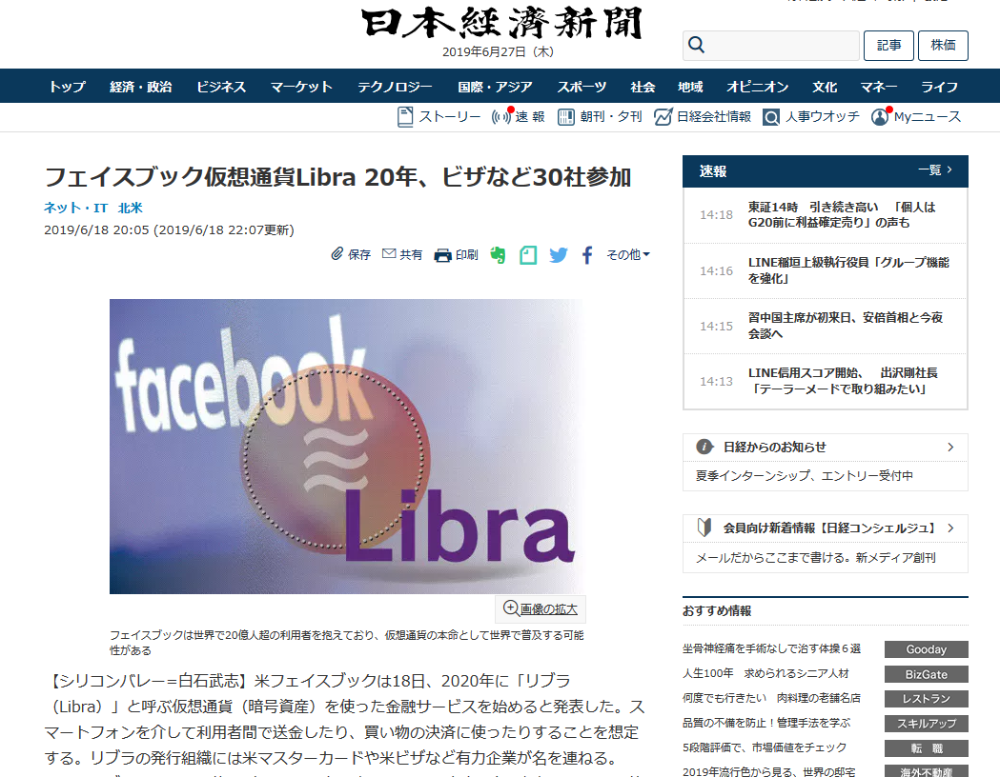 日本経済新聞
2019年6月27日（木）
記事
株価
トップ 経済・政治 ビジネス マーケット テクノロジー 国際・アジア スポーツ 社会 地域 オピニオン 文化 マネー ライフ
ストーリー 速報 朝刊・夕刊 日経会社情報 人事ウオッチ Myニュース
フェイスブック仮想通貨Libra 20年、ビザなど30社参加
ネット・IT 北米
2019/6/18 20:05 (2019/6/18 22:07更新)
保存 共有 印刷 その他
facebook
Libra
画像の拡大
フェイスブックは世界で20億人超の利用者を抱えており、仮想通貨の本命として世界で普及する可能
性がある
【シリコンバレー=白石武志】米フェイスブックは18日、2020年に「リブラ
（Libra）」と呼ぶ仮想通貨（暗号資産）を使った金融サービスを始めると発表した。ス
マートフォンを介して利用者間で送金したり、買い物の決済に使ったりすることを想定
する。リブラの発行組織には米マスターカードや米ビザなど有力企業が名を連ねる。
速報 一覧
14:18 東証14時 引き続き高い 「個人は
G20前に利益確定売り」の声も
14:16 LINE稲垣上級執行役員「グループ機能
を強化」
14:15 習中国主席が初来日、安倍首相と今夜
会談へ
14:13 LINE信用スコア開始、 出沢剛社長
「テーラーメードで取り組みたい」
日経からのお知らせ
夏季インターンシップ、エントリー受付中
会員向け新着情報【日経コンシェルジュ】
メールだからここまで書ける。新メディア創刊
おすすめ情報
坐骨神経痛を手術なしで治す体操６選 Gooday
人生100年 求められるシニア人材 BizGate
何度でも行きたい 肉料理の老舗名店 レストラン
品質の不備を防止！管理手法を学ぶ スキルアップ
5段階評価で、市場価値をチェック 転 職
2019年流行色から見る、世界の邸宅 海外不動産